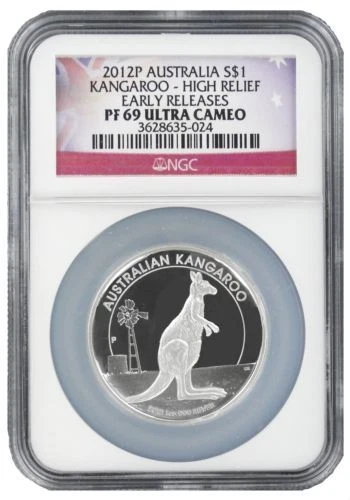 2012P AUSTRALIA S$1
KANGAROO - HIGH RELIEF
EARLY RELEASES
PF 69 ULTRA CAMEO
3628635-024
NGC
AUSTRALIAN KANGAROO
P